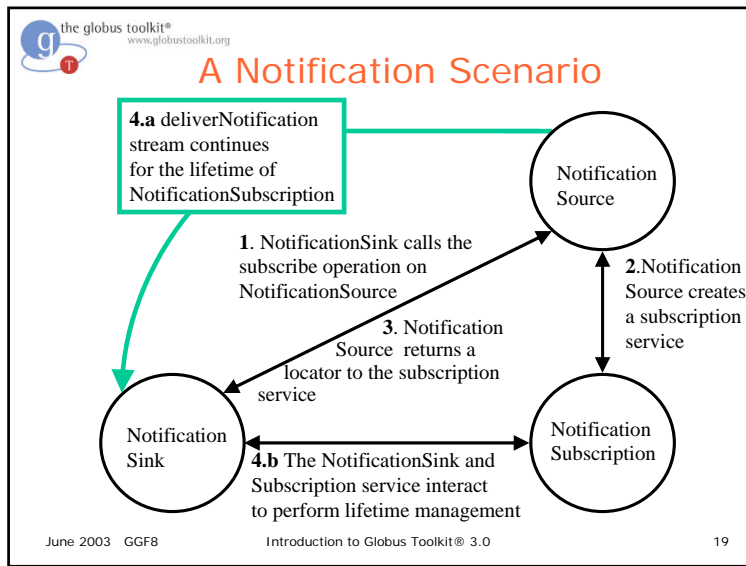 the globus toolkit®
www.globustoolkit.org
g
T
A Notification Scenario
4.a deliverNotification
stream continues
for the lifetime of
NotificationSubscription
Notification
Source
1. NotificationSink calls the
subscribe operation on
NotificationSource
2.Notification
Source creates
a subscription
service
3. Notification
Source returns a
locator to the subscription
service
Notification
Sink
Notification
Subscription
4.b The NotificationSink and
Subscription service interact
to perform lifetime management
June 2003 GGF8
Introduction to Globus Toolkit® 3.0
19